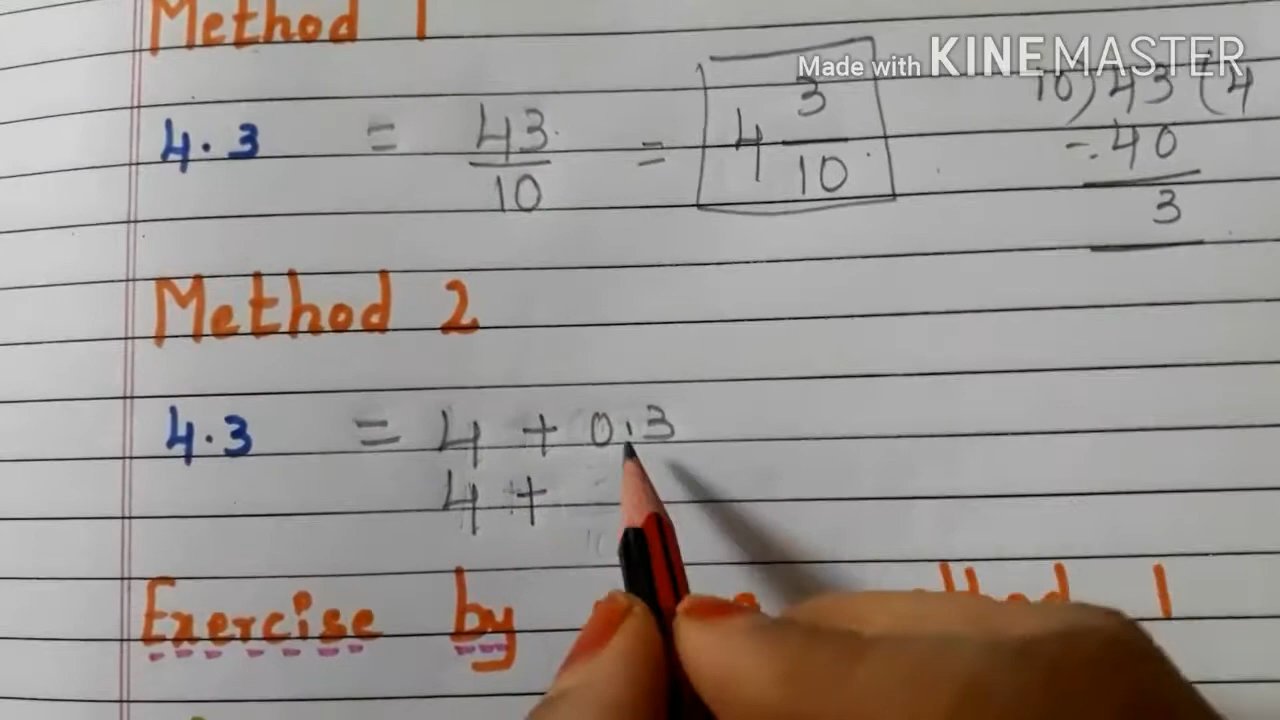 Method 1
Made with KINEMASTER
4.3 = 43/10 = 4 3/10
10) 43 (4
- 40
3
Method 2
4.3 = 4 + 0.3
4 +
Exercise by
1